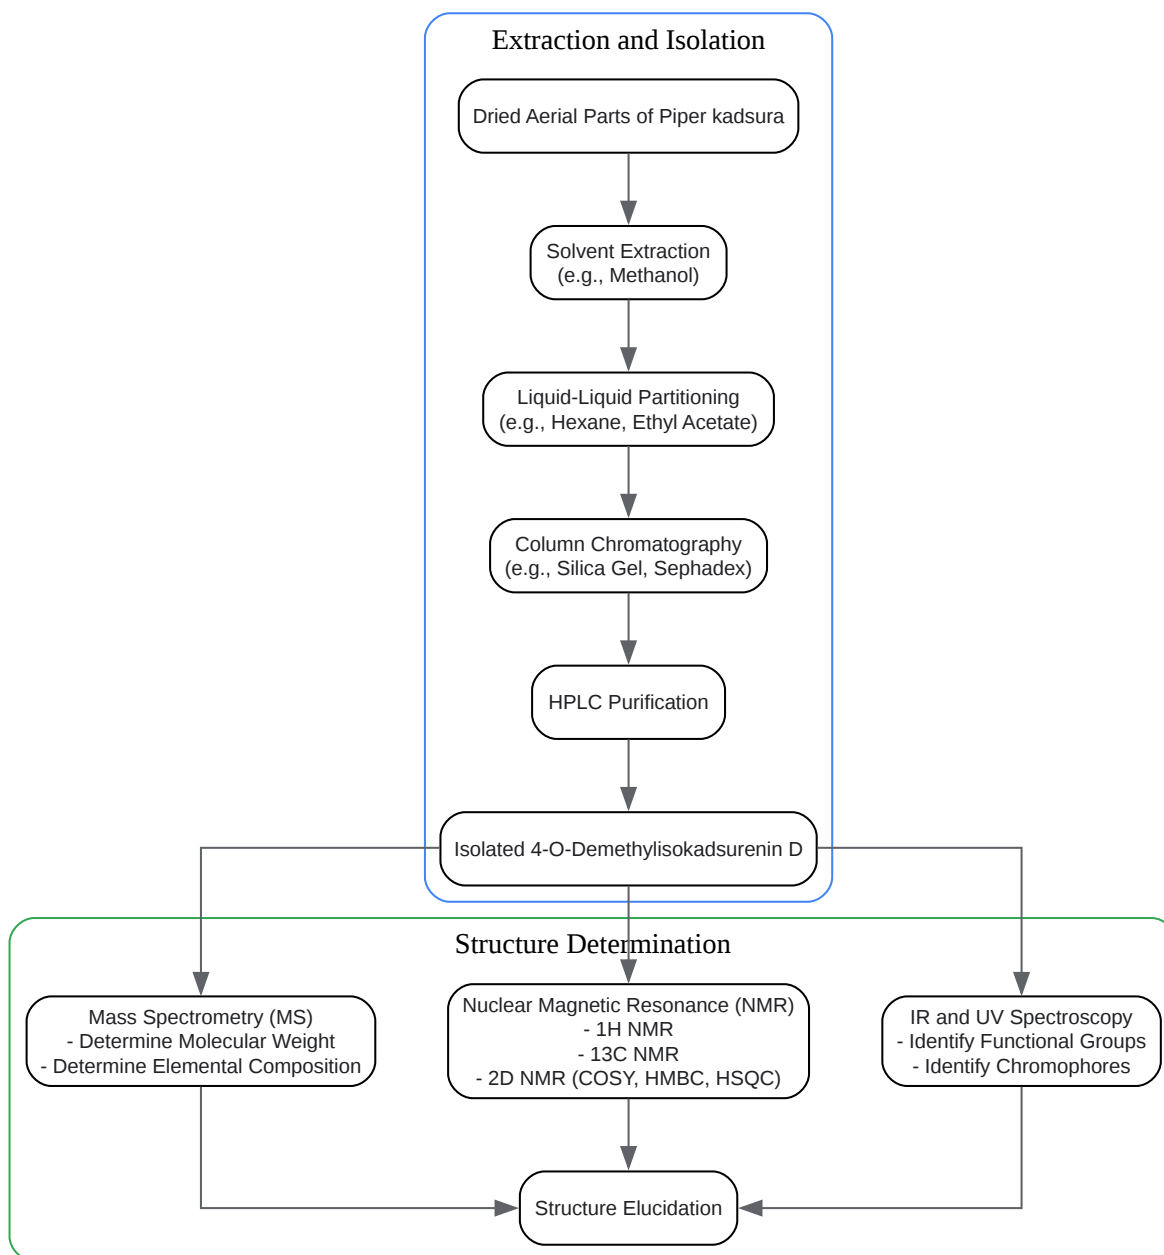 Extraction and Isolation
Dried Aerial Parts of Piper kadsura
Solvent Extraction
(e.g., Methanol)
Liquid-Liquid Partitioning
(e.g., Hexane, Ethyl Acetate)
Column Chromatography
(e.g., Silica Gel, Sephadex)
HPLC Purification
Isolated 4-O-Demethylisokadsurenin D
Structure Determination
Mass Spectrometry (MS)
- Determine Molecular Weight
- Determine Elemental Composition
Nuclear Magnetic Resonance (NMR)
- 1H NMR
- 13C NMR
- 2D NMR (COSY, HMBC, HSQC)
IR and UV Spectroscopy
- Identify Functional Groups
- Identify Chromophores
Structure Elucidation